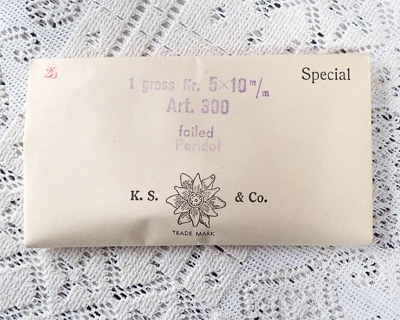 25
Special
1 gross Nr. 5×10 m/m
Art. 300
foiled
Peridot
K. S. & Co.
TRADE MARK